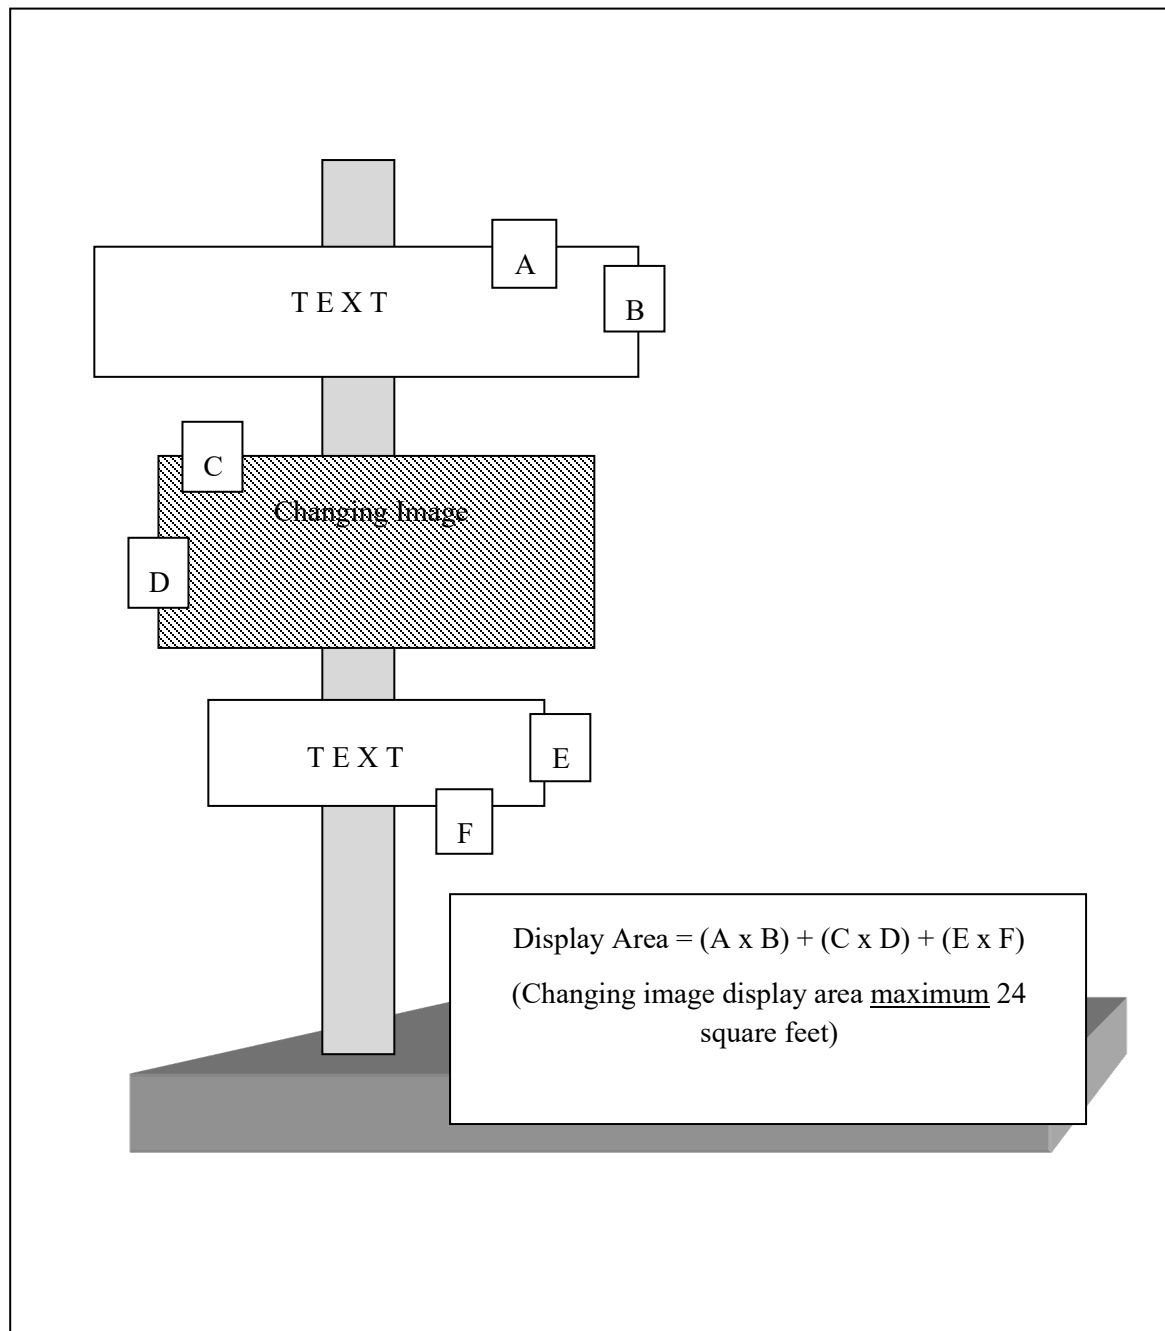 A
T E X T
B
C
Changing Image
D
T E X T
E
F
Display Area = (A x B) + (C x D) + (E x F)
(Changing image display area maximum 24
square feet)